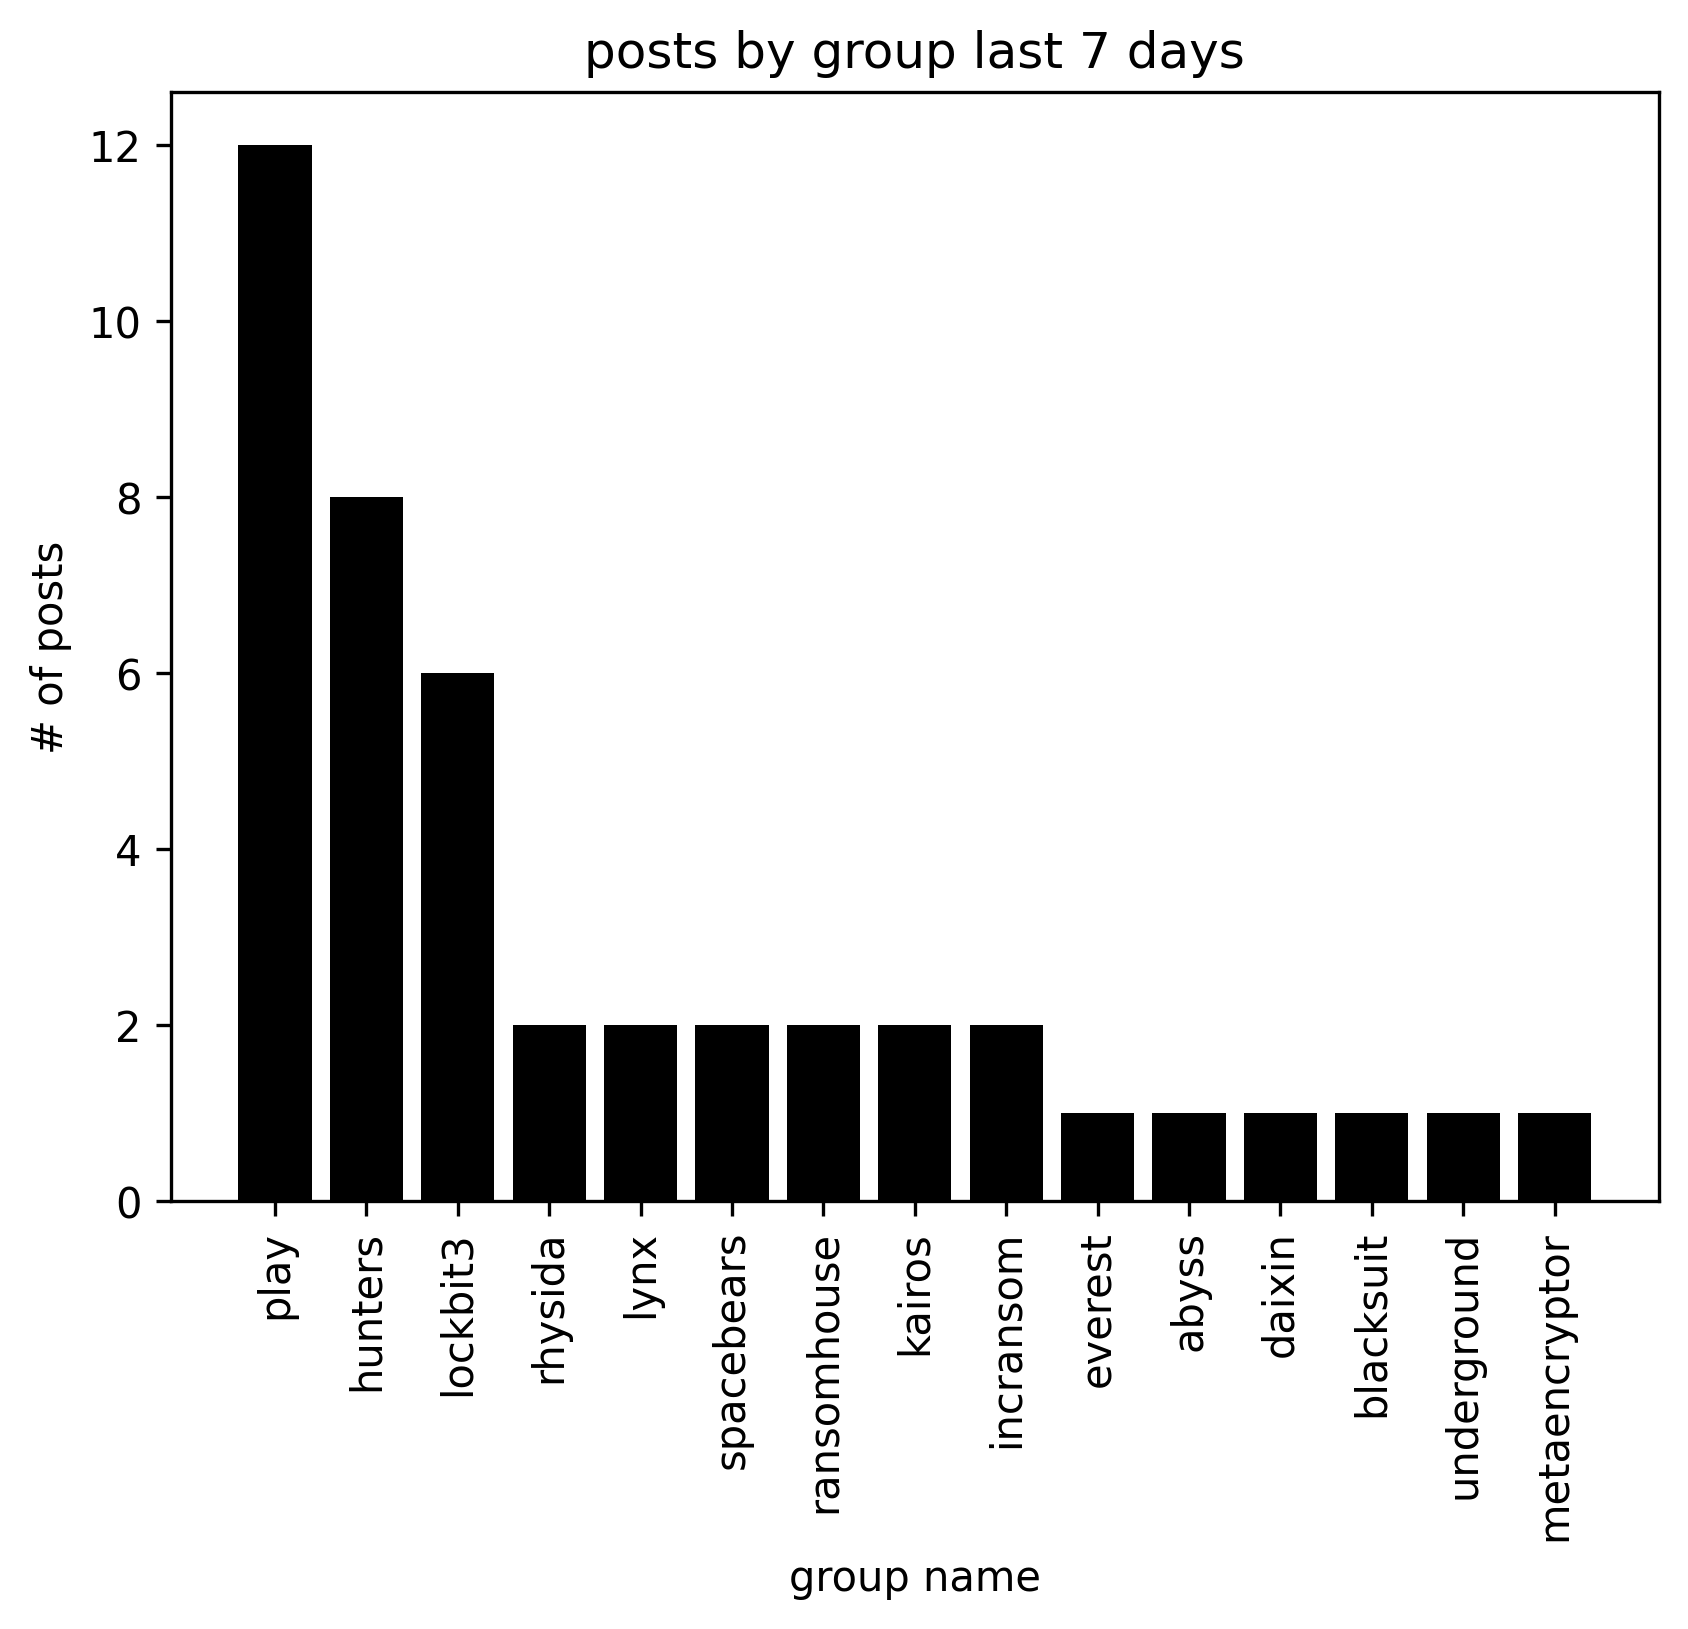 posts by group last 7 days
12
10
8
6
4
2
0
# of posts
play
hunters
lockbit3
rhysida
lynx
spacebears
ransomhouse
kairos
incransom
everest
abyss
daixin
blacksuit
underground
metaencryptor
group name